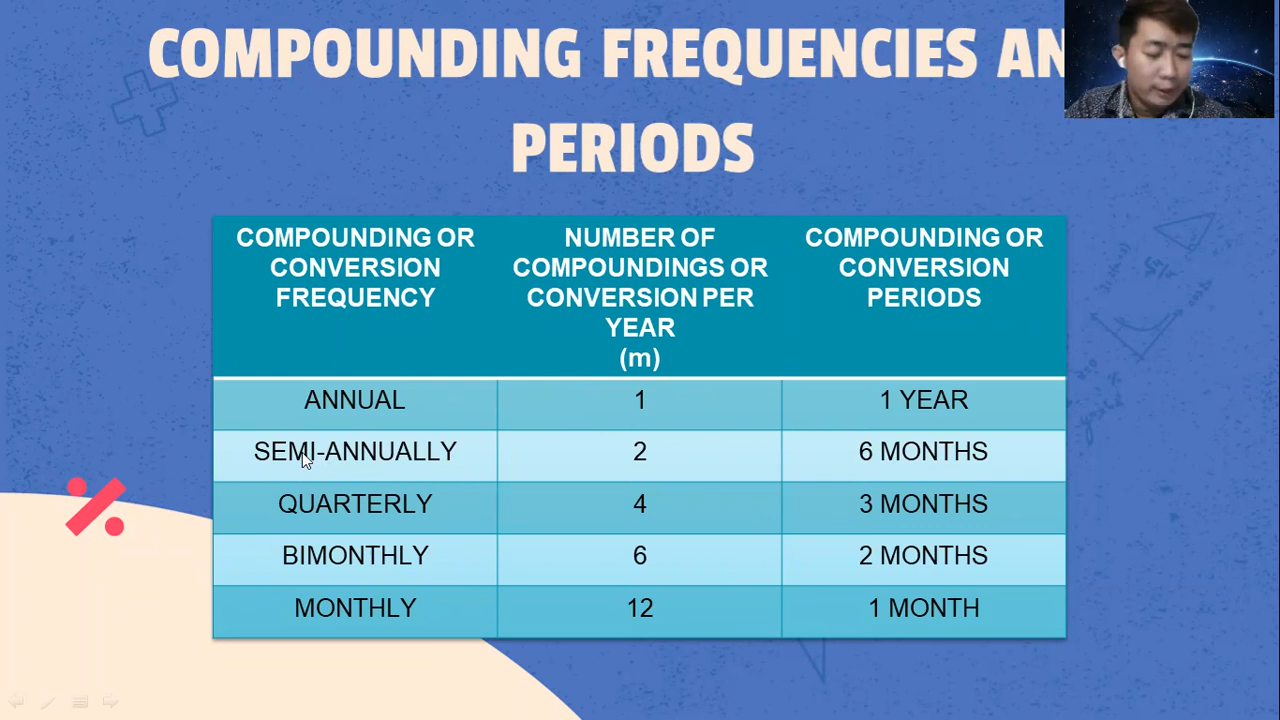 COMPOUNDING FREQUENCIES AN
PERIODS
COMPOUNDING OR
CONVERSION
FREQUENCY
NUMBER OF
COMPOUNDINGS OR
CONVERSION PER
YEAR
(m)
COMPOUNDING OR
CONVERSION
PERIODS
ANNUAL 1 1 YEAR
SEMI-ANNUALLY 2 6 MONTHS
QUARTERLY 4 3 MONTHS
BIMONTHLY 6 2 MONTHS
MONTHLY 12 1 MONTH